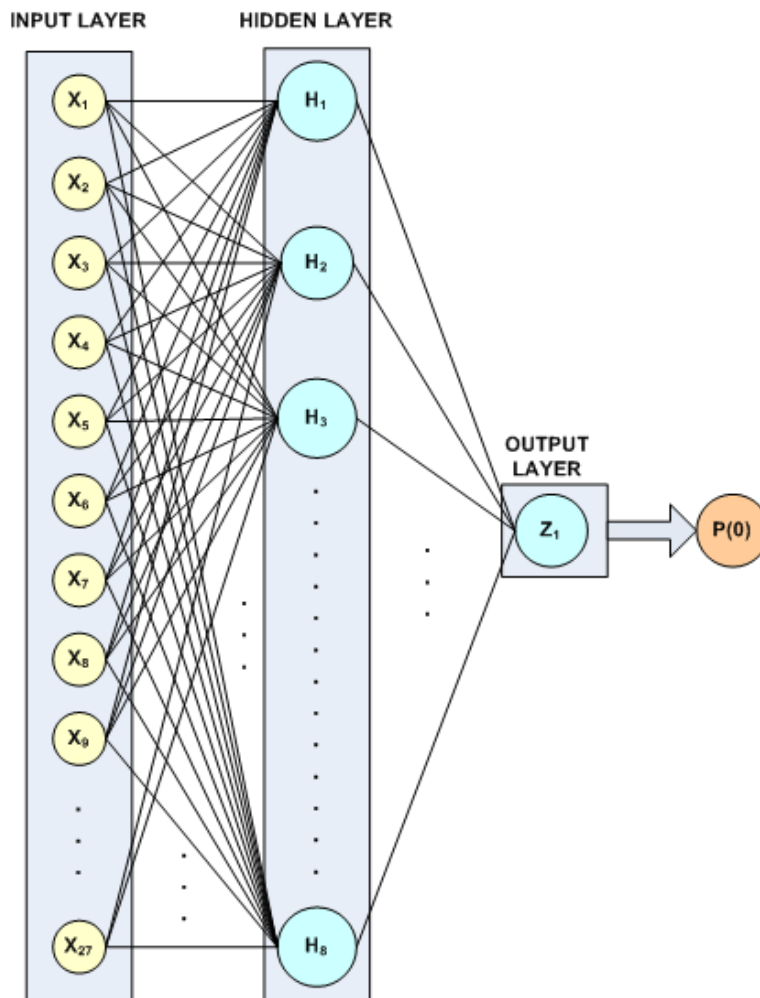 INPUT LAYER
HIDDEN LAYER
X₁
X₂
X₃
X₄
X₅
X₆
X₇
X₈
X₉
X₂₇
H₁
H₂
H₃
H₈
OUTPUT
LAYER
Z₁
P(0)